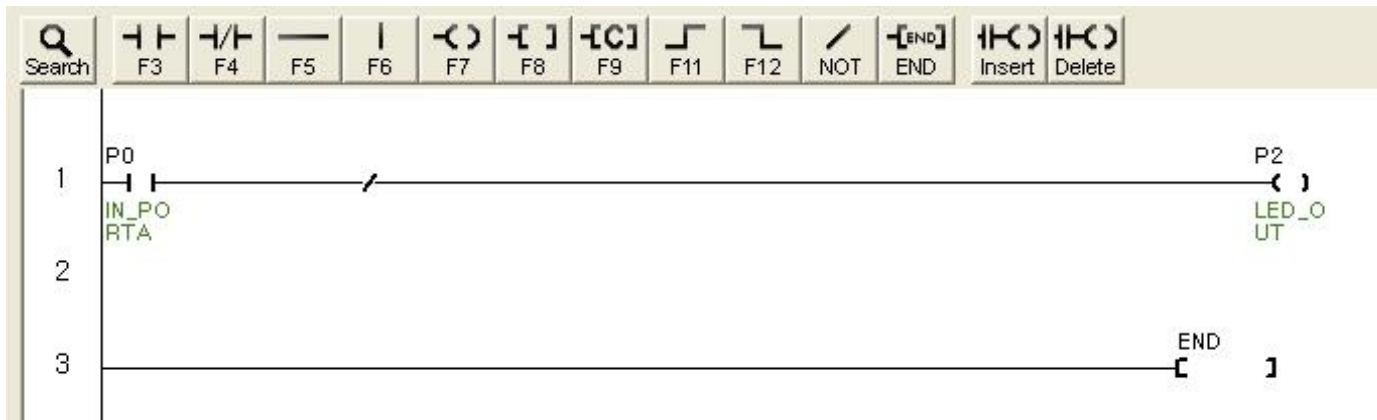 Search F3 F4 F5 F6 F7 F8 [C] F9 F11 F12 NOT [END] END Insert Delete
P0 P2
1
IN_PO LED_O
RTA UT
2
END
3